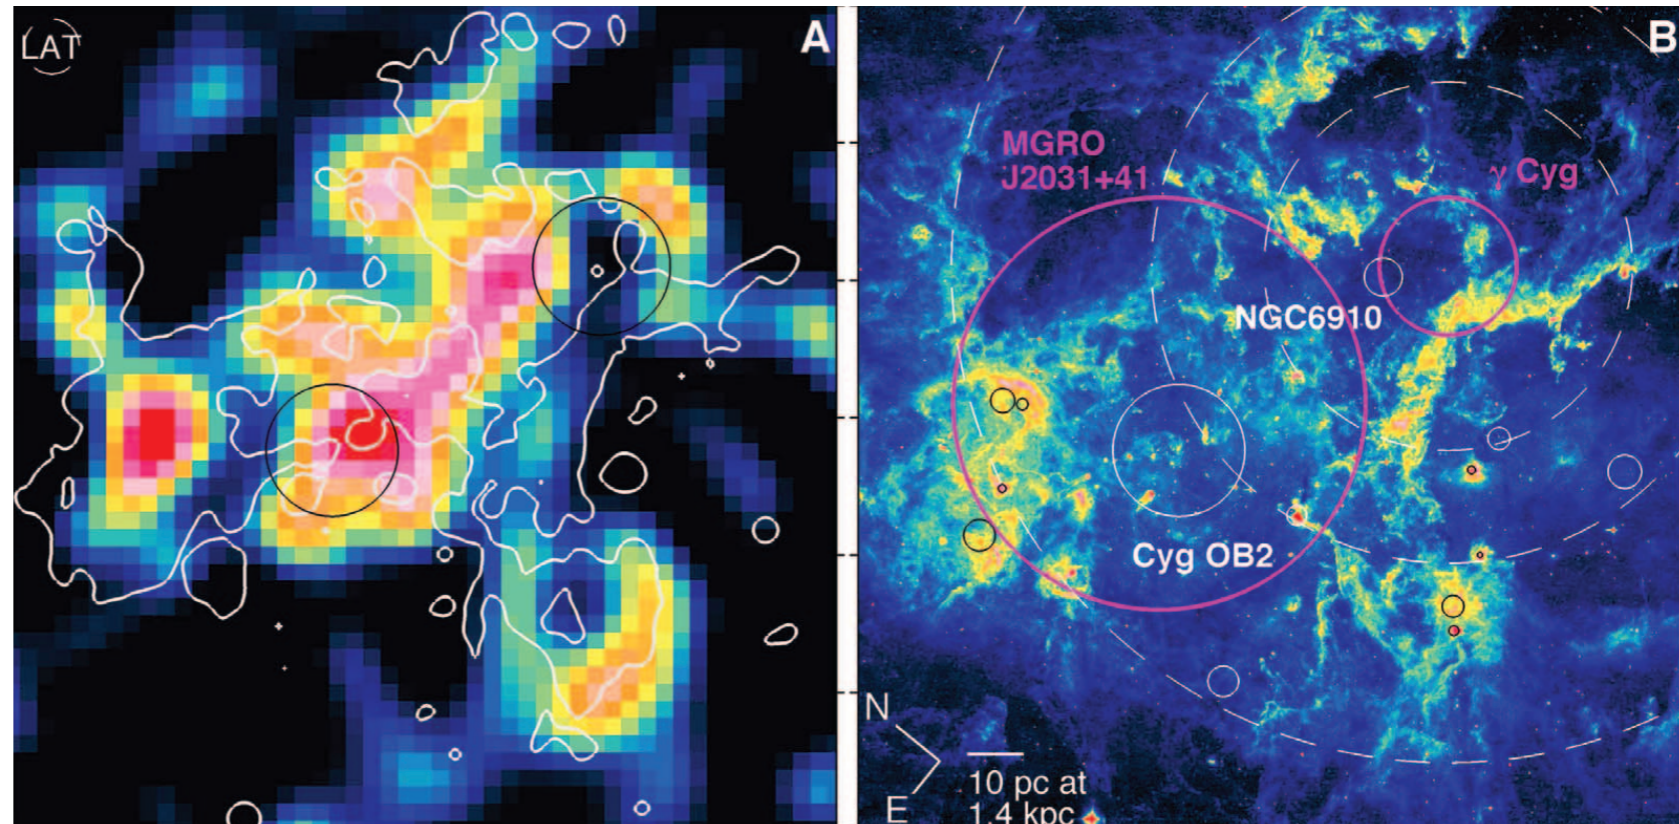 LAT
A
B
MGRO
J2031+41
γ Cyg
NGC6910
Cyg OB2
N
E
10 pc at
1.4 kpc